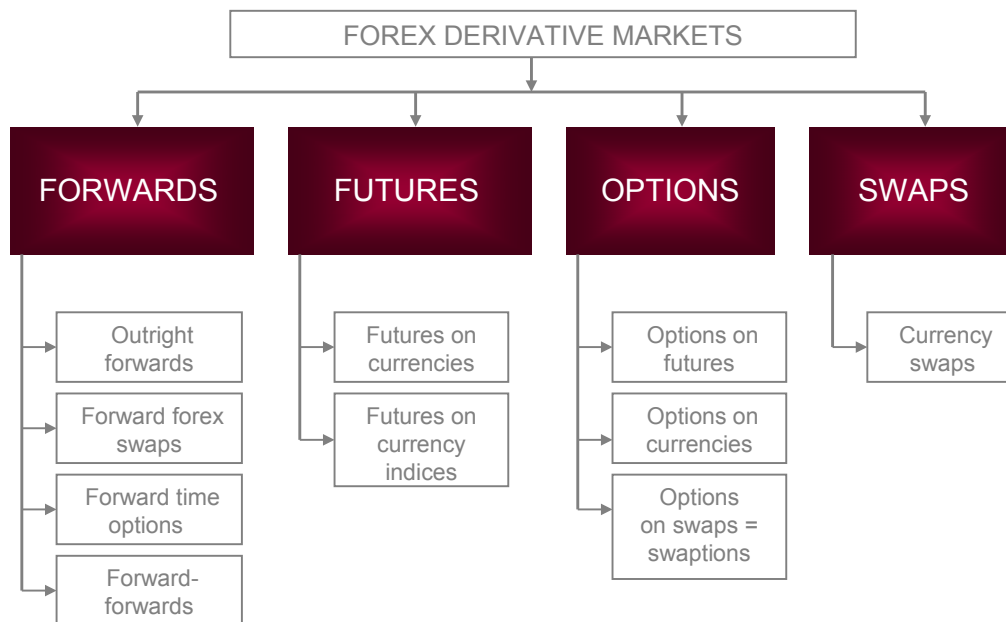 FOREX DERIVATIVE MARKETS
FORWARDS
FUTURES
OPTIONS
SWAPS
Outright
forwards
Forward forex
swaps
Forward time
options
Forward-
forwards
Futures on
currencies
Futures on
currency
indices
Options on
futures
Options on
currencies
Options
on swaps =
swaptions
Currency
swaps